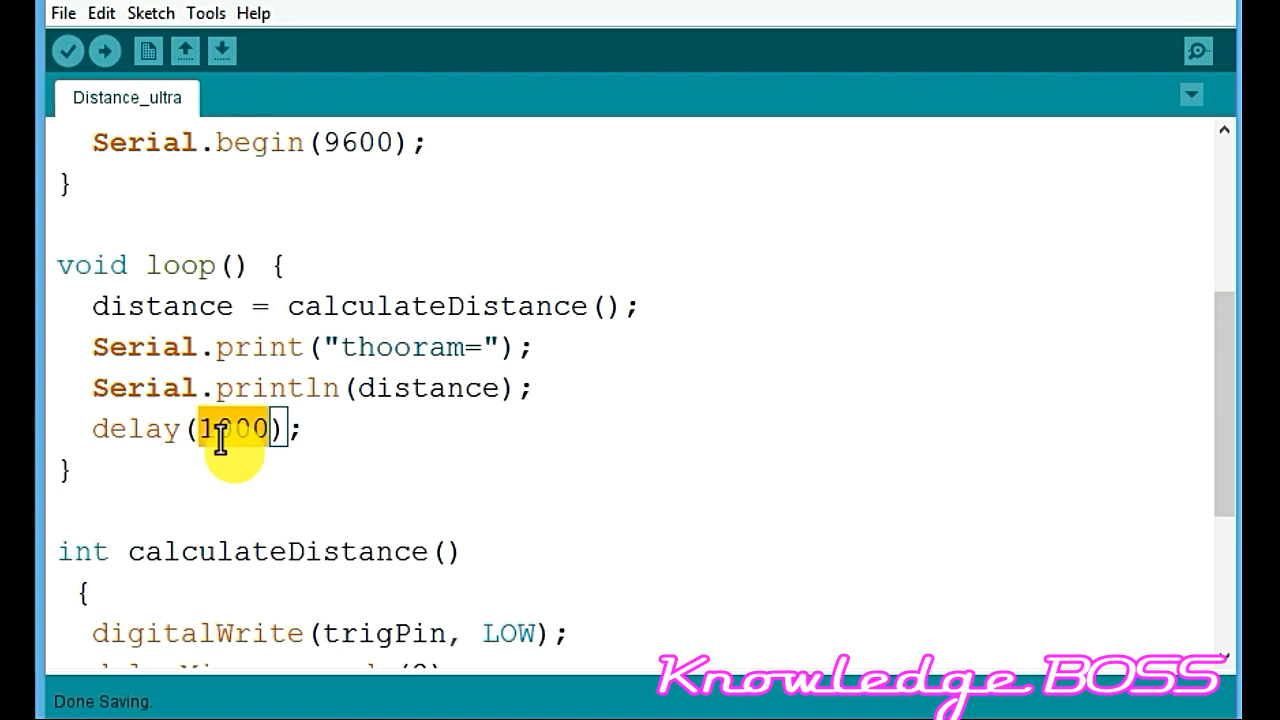 File Edit Sketch Tools Help
Distance_ultra
Serial.begin(9600);
}
void loop() {
distance = calculateDistance();
Serial.print("thooram=");
Serial.println(distance);
delay(1000);
}
int calculateDistance()
{
digitalWrite(trigPin, LOW);
Knowledge BOSS
Done Saving.